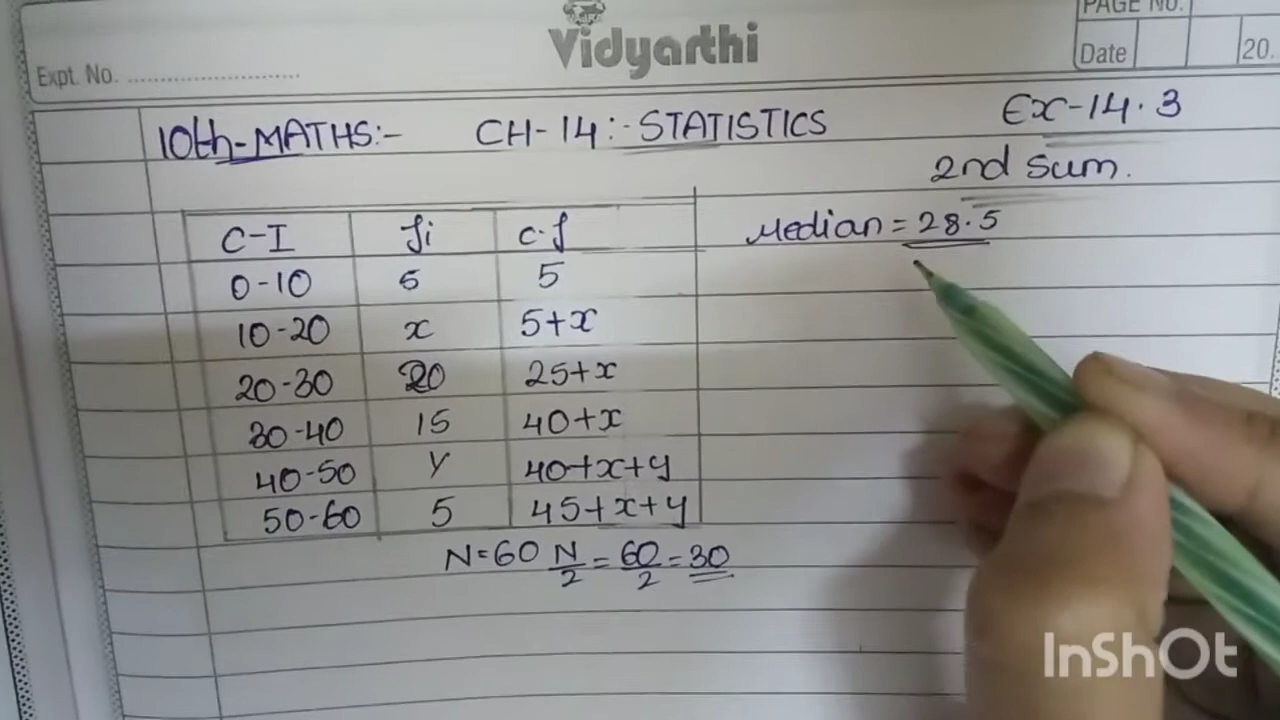 PAGE NO.
Vidyarthi
Expt. No.
Date 20.
10th-MATHS:- CH-14:-STATISTICS Ex-14.3
2nd Sum.
C-I fi c.f Median = 28.5
0-10 5 5
10-20 x 5+x
20-30 20 25+x
30-40 15 40+x
40-50 y 40+x+y
50-60 5 45+x+y
N=60 N/2 = 60/2 = 30
InShOt